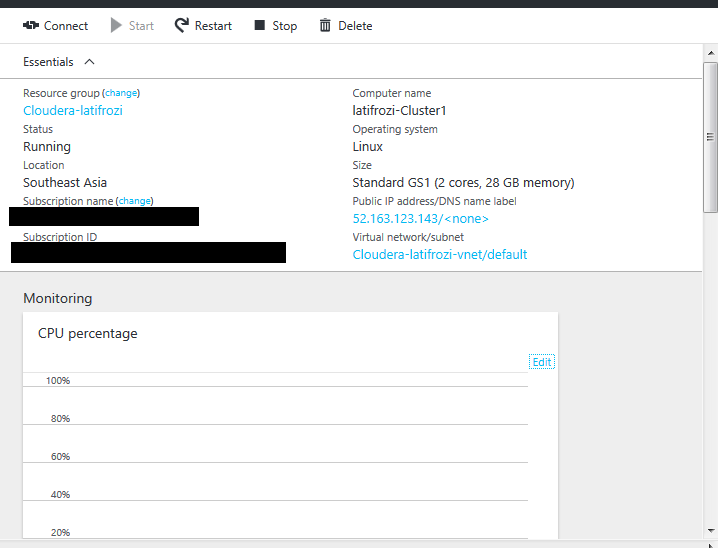 Connect Start Restart Stop Delete
Essentials
Resource group (change) Computer name
Cloudera-latifrozi latifrozi-Cluster1
Status Operating system
Running Linux
Location Size
Southeast Asia Standard GS1 (2 cores, 28 GB memory)
Subscription name (change) Public IP address/DNS name label
52.163.123.143/<none>
Subscription ID Virtual network/subnet
Cloudera-latifrozi-vnet/default
Monitoring
CPU percentage
Edit
100%
80%
60%
40%
20%